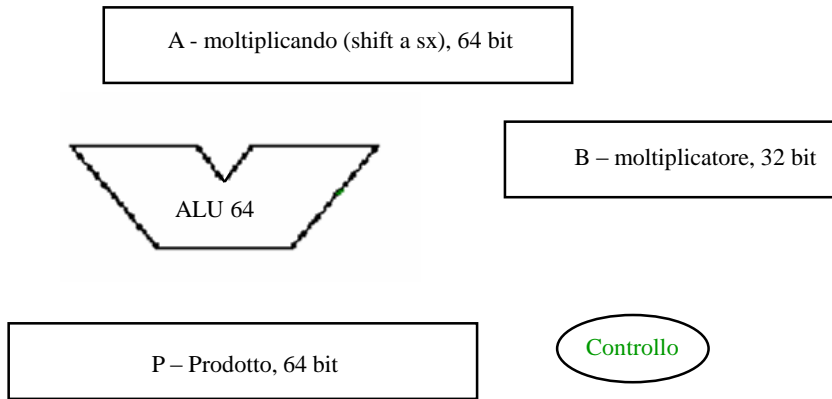 A - moltiplicando (shift a sx), 64 bit
B – moltiplicatore, 32 bit
ALU 64
P – Prodotto, 64 bit
Controllo